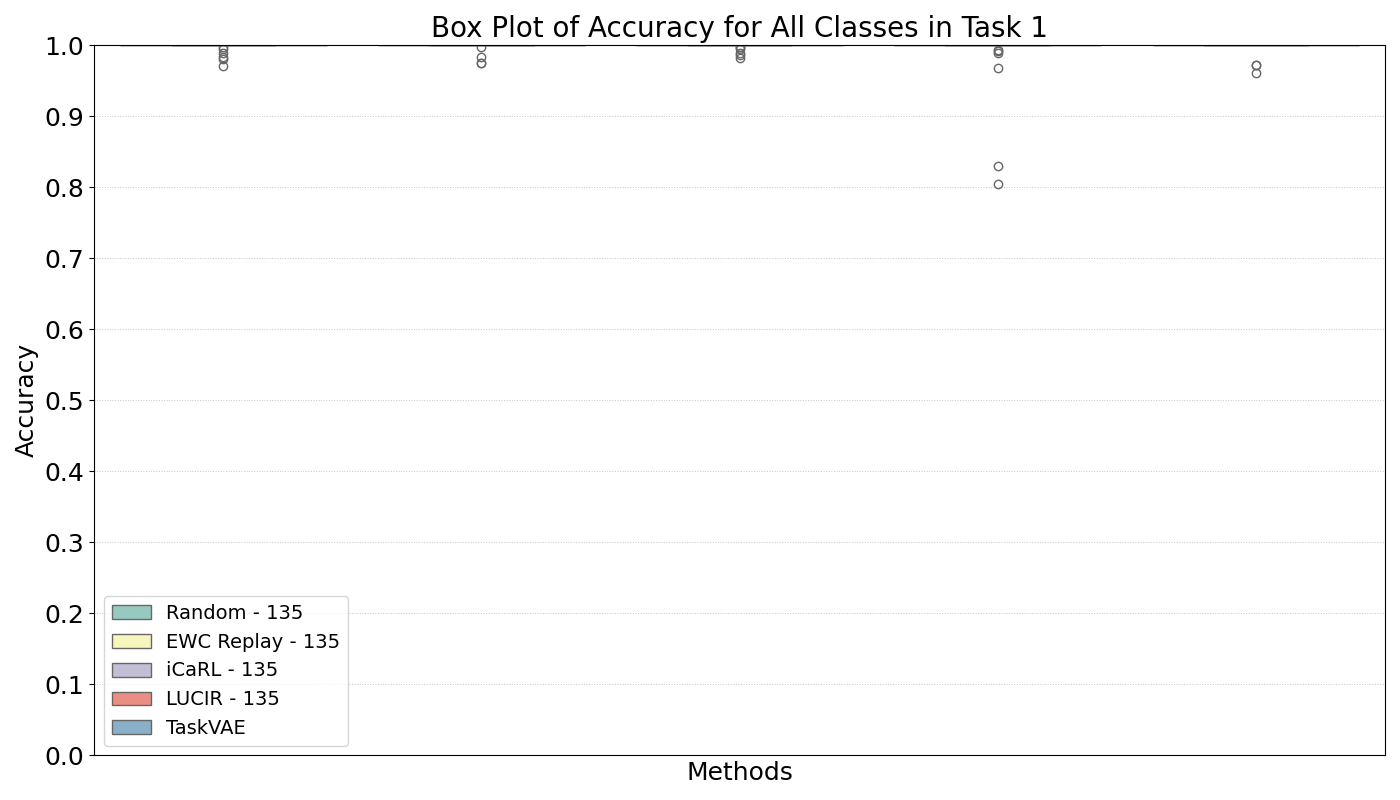 Box Plot of Accuracy for All Classes in Task 1
1.0
0.9
0.8
0.7
0.6
0.5
0.4
0.3
0.2
0.1
0.0
Accuracy
Random - 135
EWC Replay - 135
iCaRL - 135
LUCIR - 135
TaskVAE
Methods